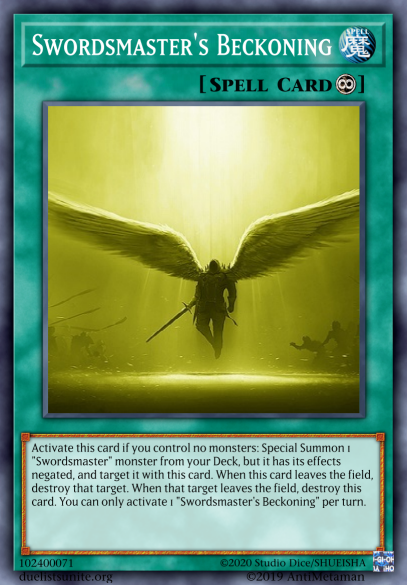 Swordsmaster's Beckoning
SPELL
魔
[Spell Card]
Activate this card if you control no monsters: Special Summon 1
"Swordsmaster" monster from your Deck, but it has its effects
negated, and target it with this card. When this card leaves the field,
destroy that target. When that target leaves the field, destroy this
card. You can only activate 1 "Swordsmaster's Beckoning" per turn.
102400071
©2020 Studio Dice/SHUEISHA
duelistsunite.org
©2019 AntiMetaman